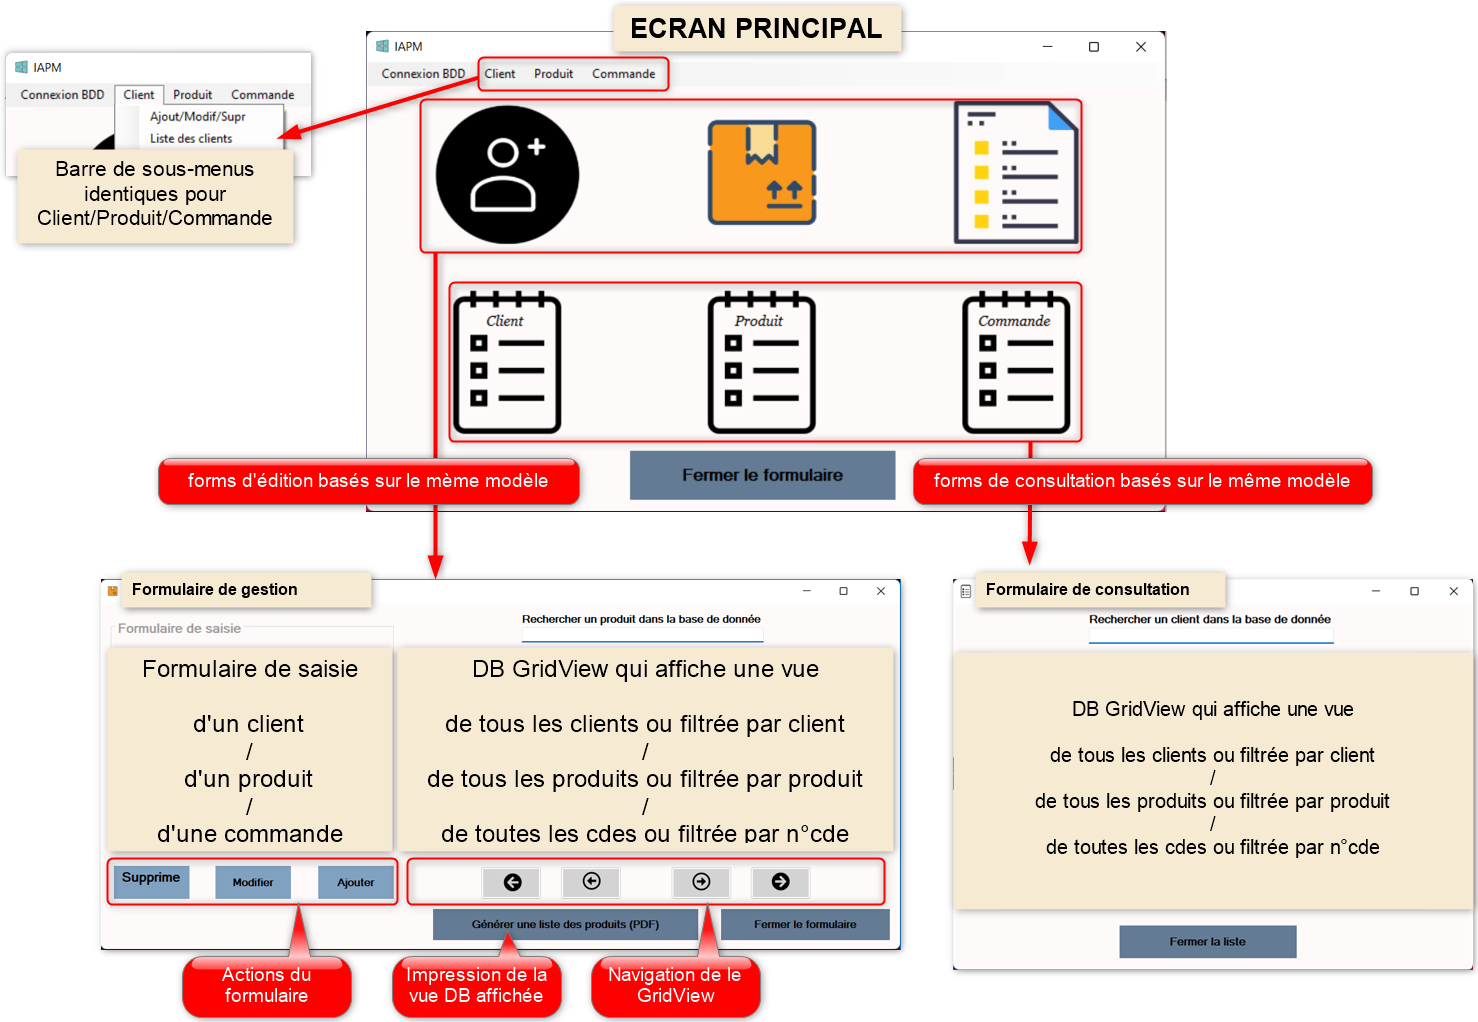 ECRAN PRINCIPAL
IAPM
Connexion BDD Client Produit Commande
IAPM
Connexion BDD Client Produit Commande
Ajout/Modif/Supr
Liste des clients
Barre de sous-menus
identiques pour
Client/Produit/Commande
Client
Produit
Commande
Fermer le formulaire
forms d'édition basés sur le mème modèle
forms de consultation basés sur le même modèle
Formulaire de gestion
Formulaire de saisie
Rechercher un produit dans la base de donnée
Formulaire de saisie
d'un client
/
d'un produit
/
d'une commande
DB GridView qui affiche une vue
de tous les clients ou filtrée par client
/
de tous les produits ou filtrée par produit
/
de toutes les cdes ou filtrée par n°cde
Supprime
Modifier
Ajouter
Générer une liste des produits (PDF)
Fermer le formulaire
Actions du
formulaire
Impression de la
vue DB affichée
Navigation de le
GridView
Formulaire de consultation
Rechercher un client dans la base de donnée
DB GridView qui affiche une vue
de tous les clients ou filtrée par client
/
de tous les produits ou filtrée par produit
/
de toutes les cdes ou filtrée par n°cde
Fermer la liste